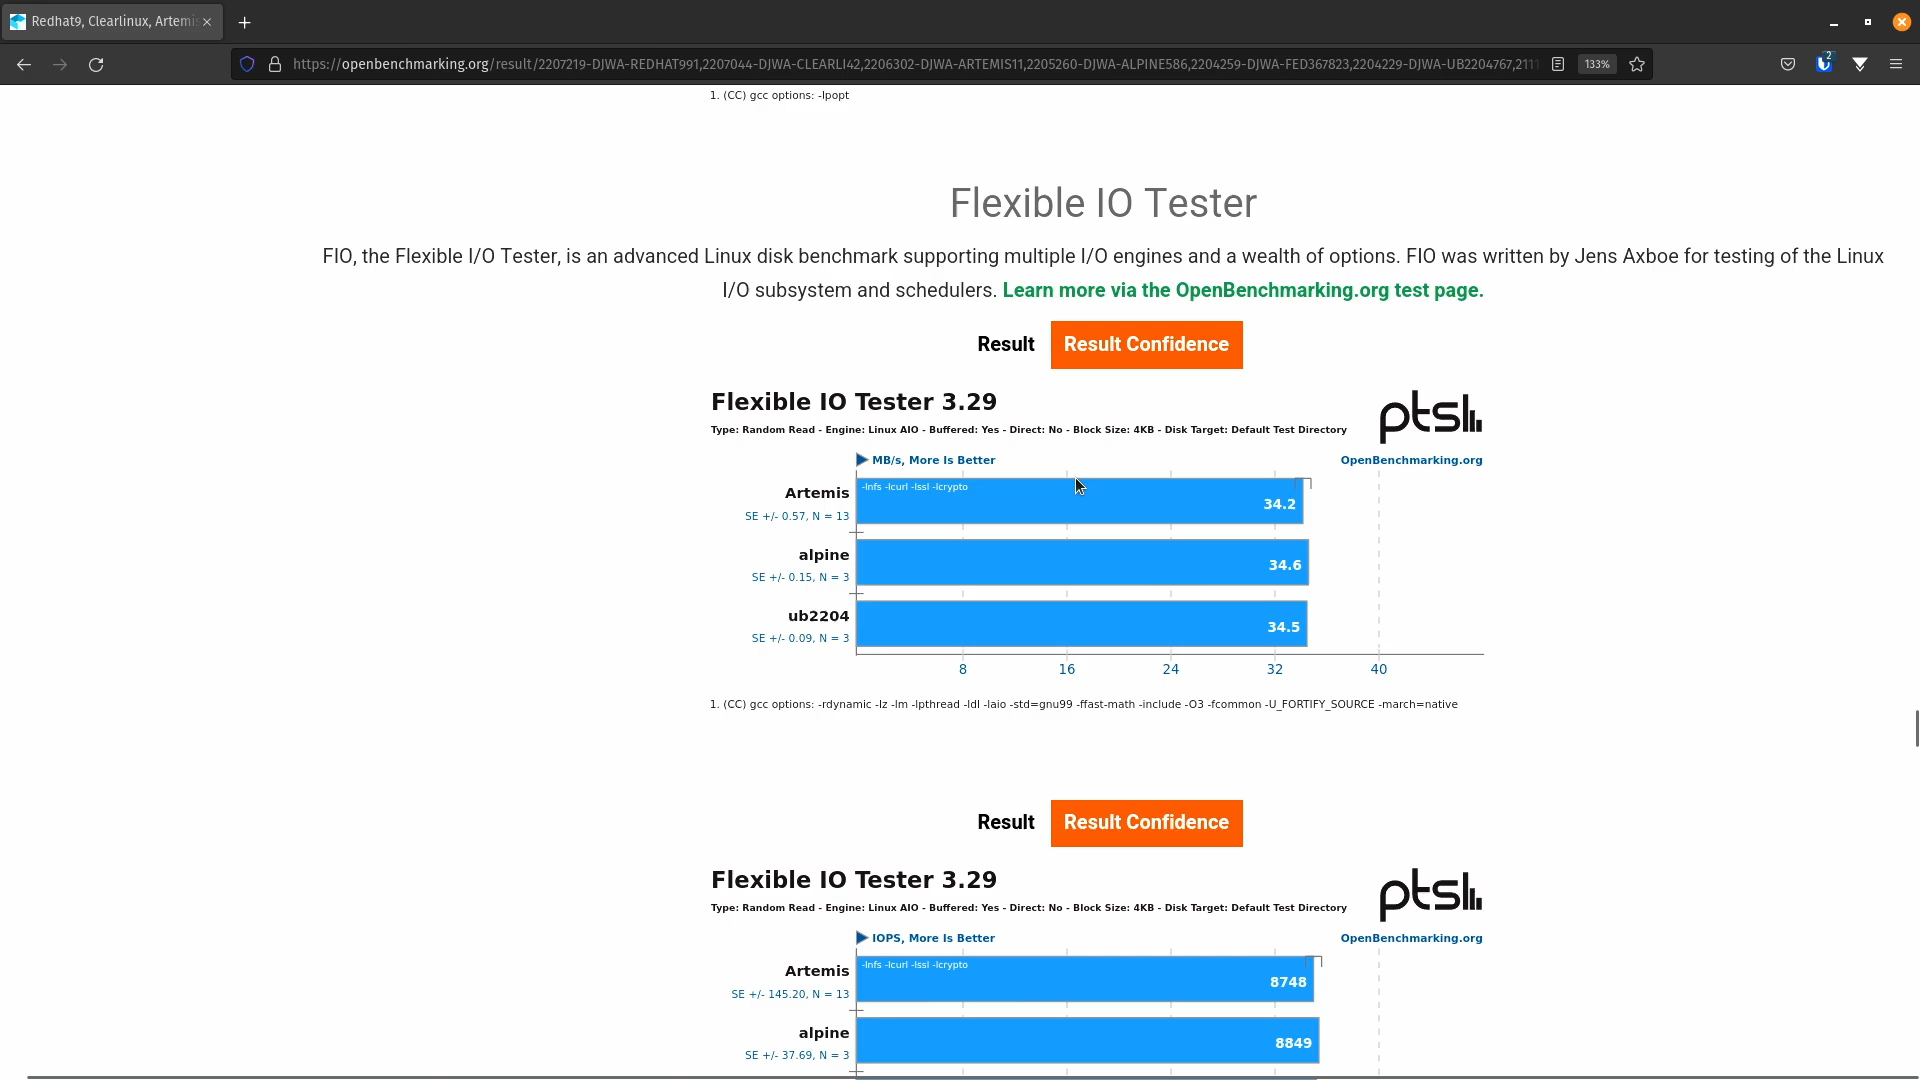 Redhat9, Clearlinux, Artemis
https://openbenchmarking.org/result/2207219-DJWA-REDHAT991,2207044-DJWA-CLEARLI42,2206302-DJWA-ARTEMIS11,2205260-DJWA-ALPINE586,2204259-DJWA-FED367823,2204229-DJWA-UB2204767,2111
133%
2
1. (CC) gcc options: -lpopt
Flexible IO Tester
FIO, the Flexible I/O Tester, is an advanced Linux disk benchmark supporting multiple I/O engines and a wealth of options. FIO was written by Jens Axboe for testing of the Linux
I/O subsystem and schedulers. Learn more via the OpenBenchmarking.org test page.
Result Result Confidence
Flexible IO Tester 3.29
ptsl
Type: Random Read - Engine: Linux AIO - Buffered: Yes - Direct: No - Block Size: 4KB - Disk Target: Default Test Directory
MB/s, More Is Better
OpenBenchmarking.org
-lnfs -lcurl -lssl -lcrypto
Artemis
34.2
SE +/- 0.57, N = 13
alpine
34.6
SE +/- 0.15, N = 3
ub2204
34.5
SE +/- 0.09, N = 3
8 16 24 32 40
1. (CC) gcc options: -rdynamic -lz -lm -lpthread -ldl -laio -std=gnu99 -ffast-math -include -O3 -fcommon -U_FORTIFY_SOURCE -march=native
Result Result Confidence
Flexible IO Tester 3.29
ptsl
Type: Random Read - Engine: Linux AIO - Buffered: Yes - Direct: No - Block Size: 4KB - Disk Target: Default Test Directory
IOPS, More Is Better
OpenBenchmarking.org
-lnfs -lcurl -lssl -lcrypto
Artemis
8748
SE +/- 145.20, N = 13
alpine
8849
SE +/- 37.69, N = 3